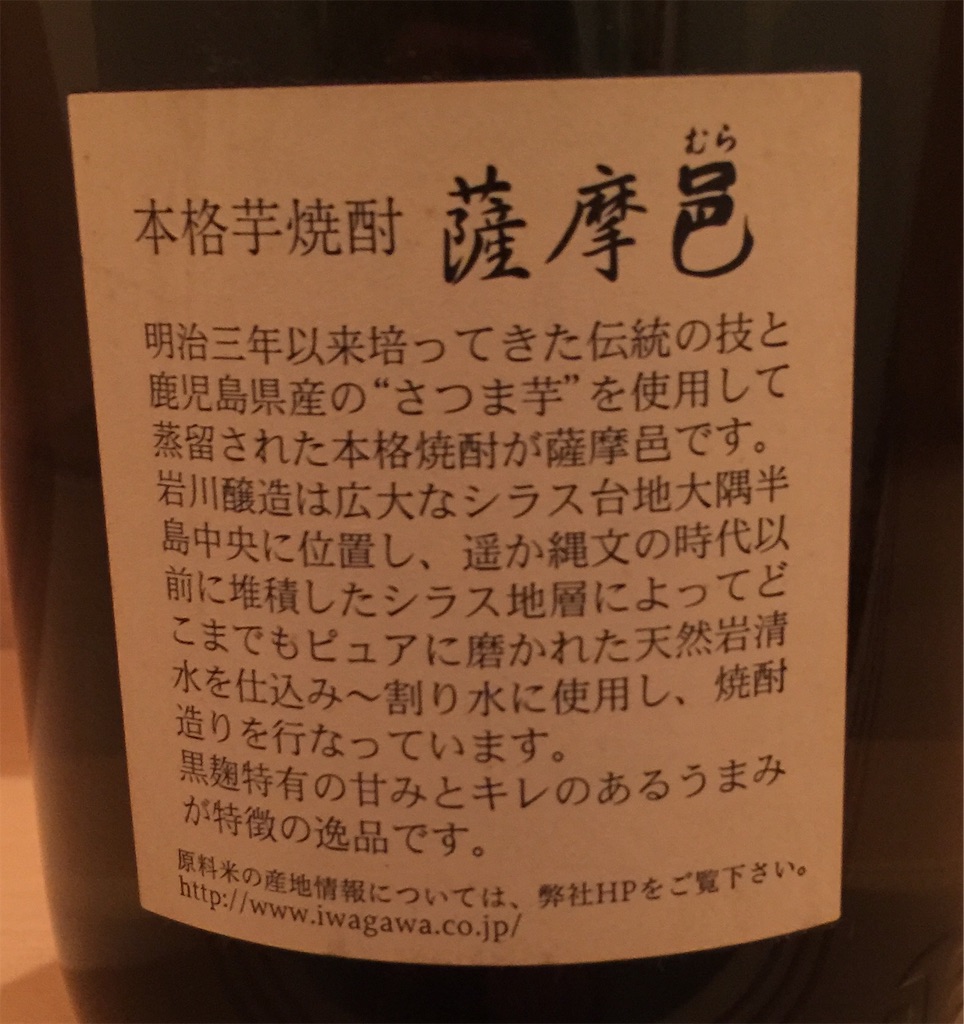 むら
本格芋焼酎 薩摩邑
明治三年以来培ってきた伝統の技と
鹿児島県産の“さつま芋”を使用して
蒸留された本格焼酎が薩摩邑です。
岩川醸造は広大なシラス台地大隅半
島中央に位置し、遥か縄文の時代以
前に堆積したシラス地層によってど
こまでもピュアに磨かれた天然岩清
水を仕込み～割り水に使用し、焼酎
造りを行なっています。
黒麹特有の甘みとキレのあるうまみ
が特徴の逸品です。
原料米の産地情報については、弊社HPをご覧下さい。
http://www.iwagawa.co.jp/